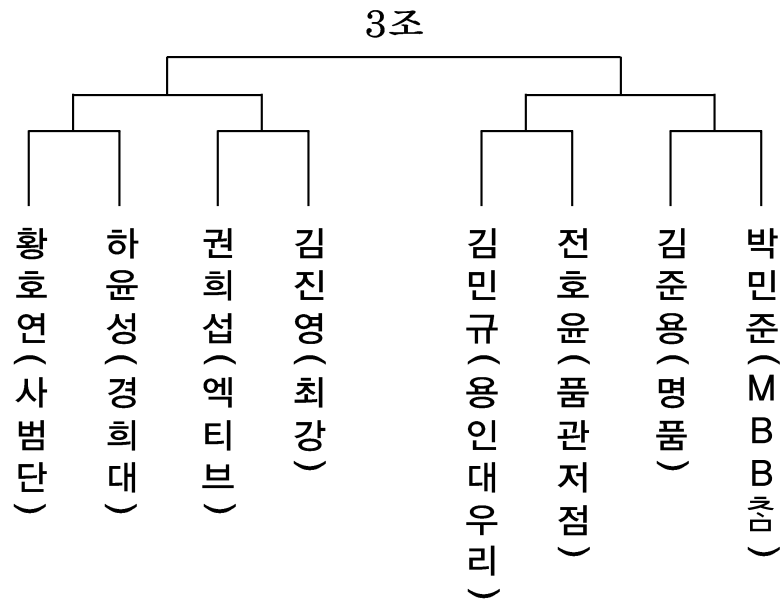 3조
황호연(사범단)
하윤성(경희대)
권희섭(엑티브)
김진영(최강)
김민규(용인대우리)
전호윤(품관저점)
김준용(명품)
박민준(MBB촘)